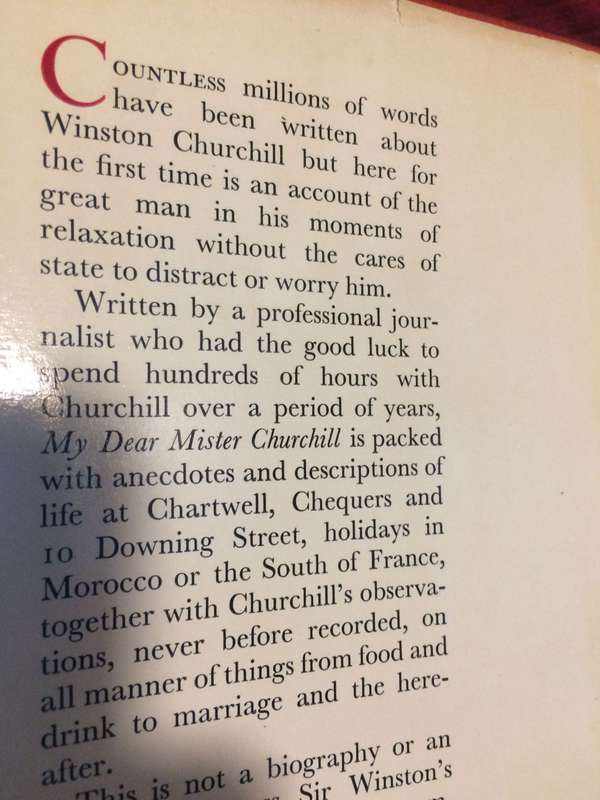 COUNTLESS millions of words
have been written about
Winston Churchill but here for
the first time is an account of the
great man in his moments of
relaxation without the cares of
state to distract or worry him.
Written by a professional jour-
nalist who had the good luck to
spend hundreds of hours with
Churchill over a period of years,
My Dear Mister Churchill is packed
with anecdotes and descriptions of
life at Chartwell, Chequers and
10 Downing Street, holidays in
Morocco or the South of France,
together with Churchill's observa-
tions, never before recorded, on
all manner of things from food and
drink to marriage and the here-
after.
This is not a biography or an
Sir Winston's